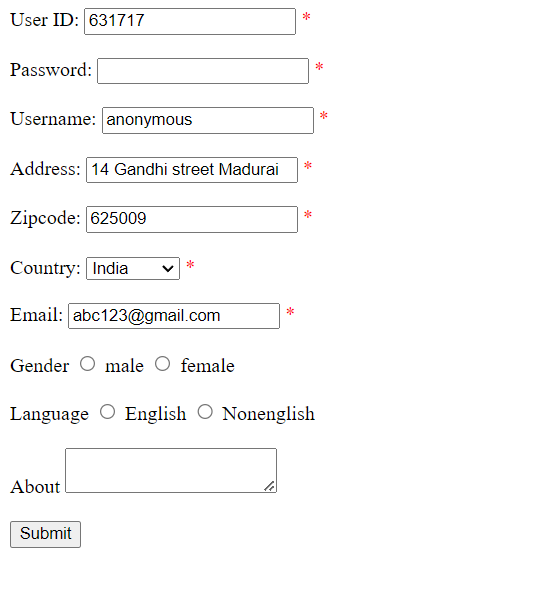 User ID: 631717 *
Password: *
Username: anonymous *
Address: 14 Gandhi street Madurai *
Zipcode: 625009 *
Country: India *
Email: abc123@gmail.com *
Gender male female
Language English Nonenglish
About
Submit